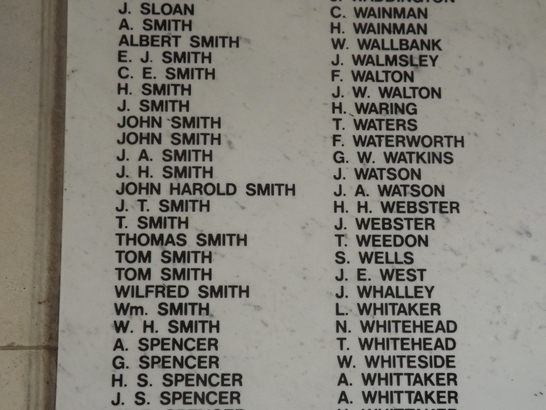 J. SLOAN
A. SMITH
ALBERT SMITH
E. J. SMITH
C. E. SMITH
H. SMITH
J. SMITH
JOHN SMITH
JOHN SMITH
J. A. SMITH
J. H. SMITH
JOHN HAROLD SMITH
J. T. SMITH
T. SMITH
THOMAS SMITH
TOM SMITH
TOM SMITH
WILFRED SMITH
Wm. SMITH
W. H. SMITH
A. SPENCER
G. SPENCER
H. S. SPENCER
J. S. SPENCER
SPENCER
WADDINGTON
C. WAINMAN
H. WAINMAN
W. WALLBANK
J. WALMSLEY
F. WALTON
J. W. WALTON
H. WARING
T. WATERS
F. WATERWORTH
G. W. WATKINS
J. WATSON
J. A. WATSON
H. H. WEBSTER
J. WEBSTER
T. WEEDON
S. WELLS
J. E. WEST
J. WHALLEY
L. WHITAKER
N. WHITEHEAD
T. WHITEHEAD
W. WHITESIDE
A. WHITTAKER
A. WHITTAKER